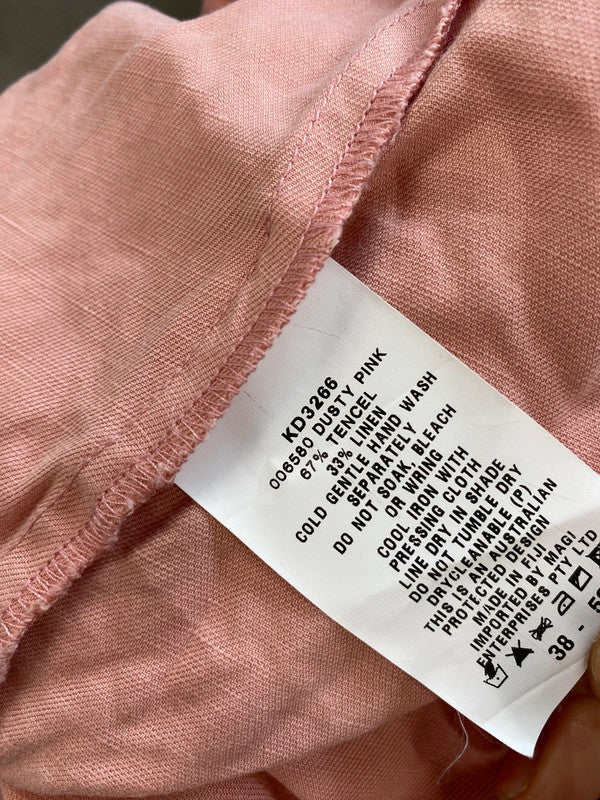 KD3266
006580 DUSTY PINK
67% TENCEL
33% LINEN
COLD GENTLE HAND WASH
SEPARATELY
DO NOT SOAK, BLEACH
OR WRING
COOL IRON WITH
PRESSING CLOTH
LINE DRY IN SHADE
DO NOT TUMBLE DRY
DRYCLEANABLE (P)
THIS IS AN AUSTRALIAN
PROTECTED DESIGN
MADE IN FIJI
IMPORTED BY MAGI
ENTERPRISES PTY LTD
38 -